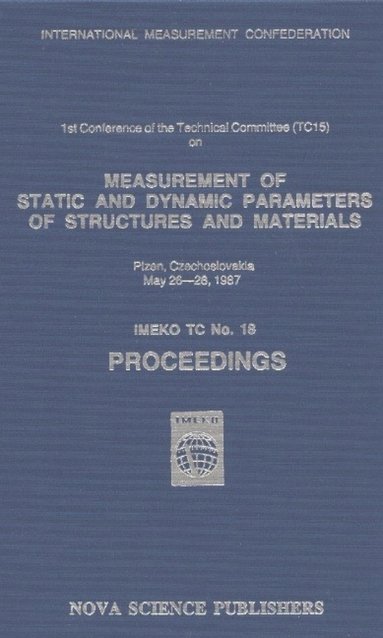 INTERNATIONAL MEASUREMENT CONFEDERATION
1st Conference of the Technical Committee (TC15)
on
MEASUREMENT OF
STATIC AND DYNAMIC PARAMETERS
OF STRUCTURES AND MATERIALS
Plzen, Czechoslovakia
May 26—28, 1987
IMEKO TC No. 18
PROCEEDINGS
IMEKO
NOVA SCIENCE PUBLISHERS